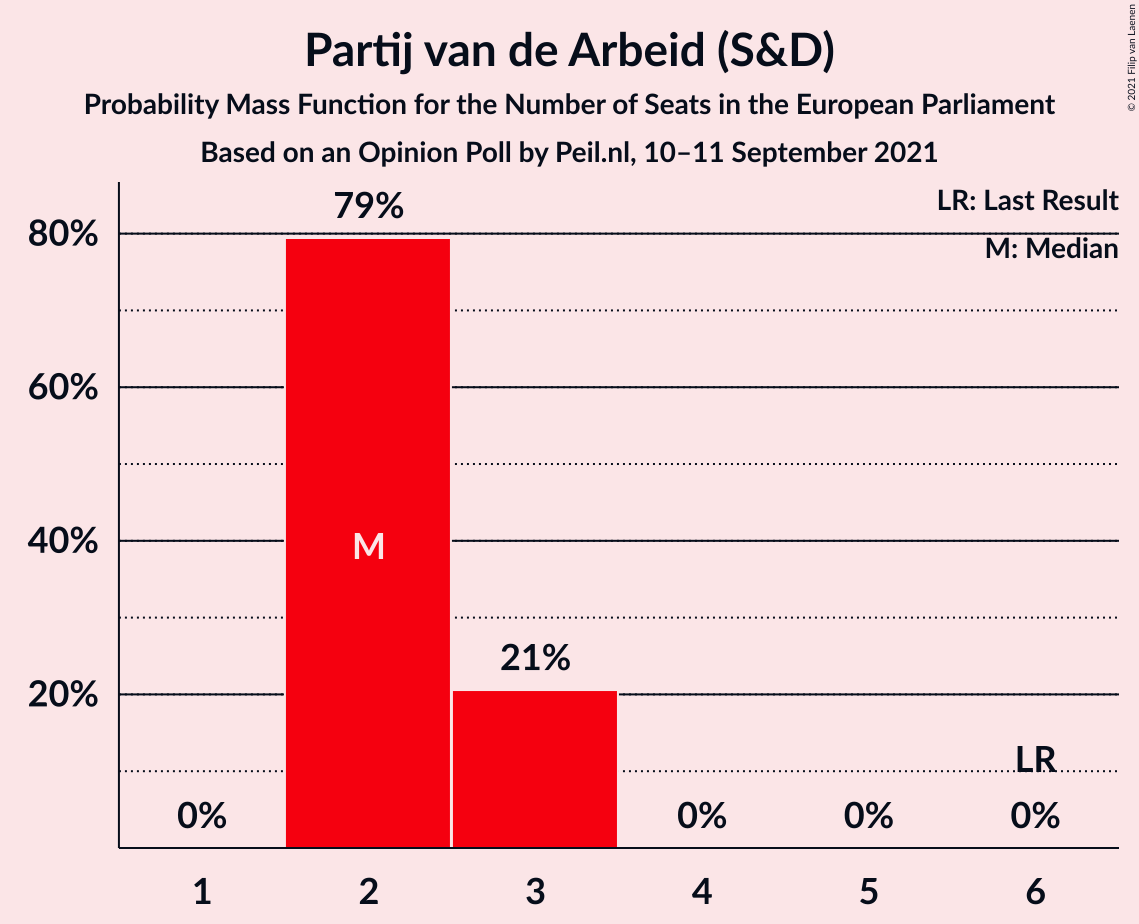 Partij van de Arbeid (S&D)
Probability Mass Function for the Number of Seats in the European Parliament
Based on an Opinion Poll by Peil.nl, 10–11 September 2021
© 2021 Filip van Laenen
LR: Last Result
M: Median
80%
60%
40%
20%
79%
M
21%
LR
0%
0%
0%
0%
1
2
3
4
5
6